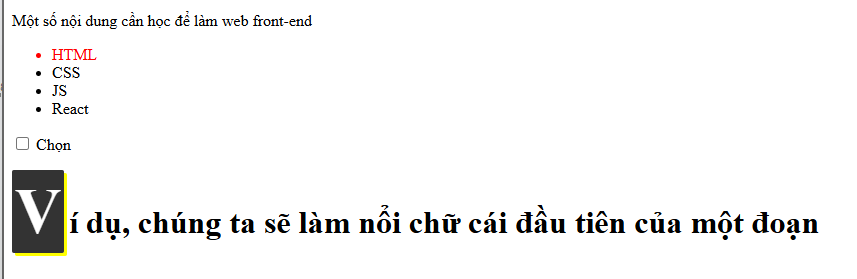 Một số nội dung cần học để làm web front-end
HTML
CSS
JS
React
Chọn
Ví dụ, chúng ta sẽ làm nổi chữ cái đầu tiên của một đoạn